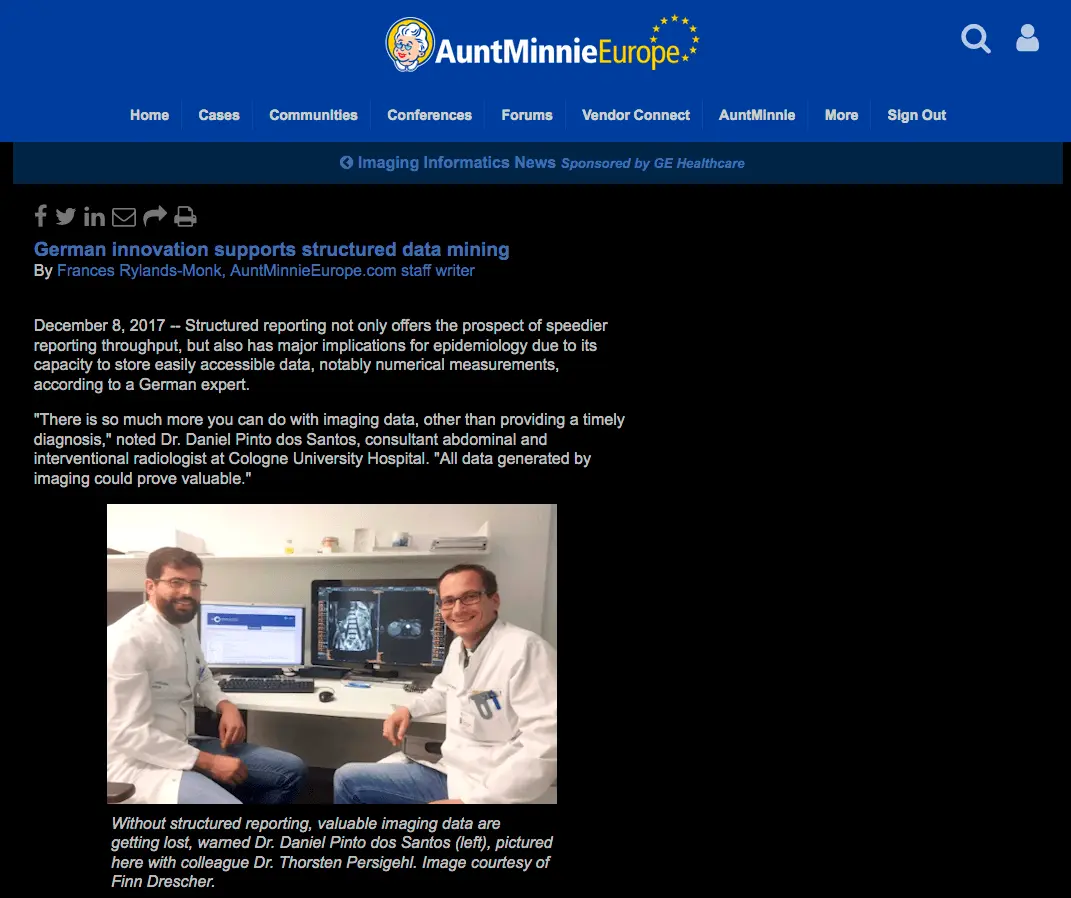 AuntMinnieEurope
Home Cases Communities Conferences Forums Vendor Connect AuntMinnie More Sign Out
Imaging Informatics News Sponsored by GE Healthcare
German innovation supports structured data mining
By Frances Rylands-Monk, AuntMinnieEurope.com staff writer
December 8, 2017 -- Structured reporting not only offers the prospect of speedier
reporting throughput, but also has major implications for epidemiology due to its
capacity to store easily accessible data, notably numerical measurements,
according to a German expert.
"There is so much more you can do with imaging data, other than providing a timely
diagnosis," noted Dr. Daniel Pinto dos Santos, consultant abdominal and
interventional radiologist at Cologne University Hospital. "All data generated by
imaging could prove valuable."
Without structured reporting, valuable imaging data are
getting lost, warned Dr. Daniel Pinto dos Santos (left), pictured
here with colleague Dr. Thorsten Persigehl. Image courtesy of
Finn Drescher.